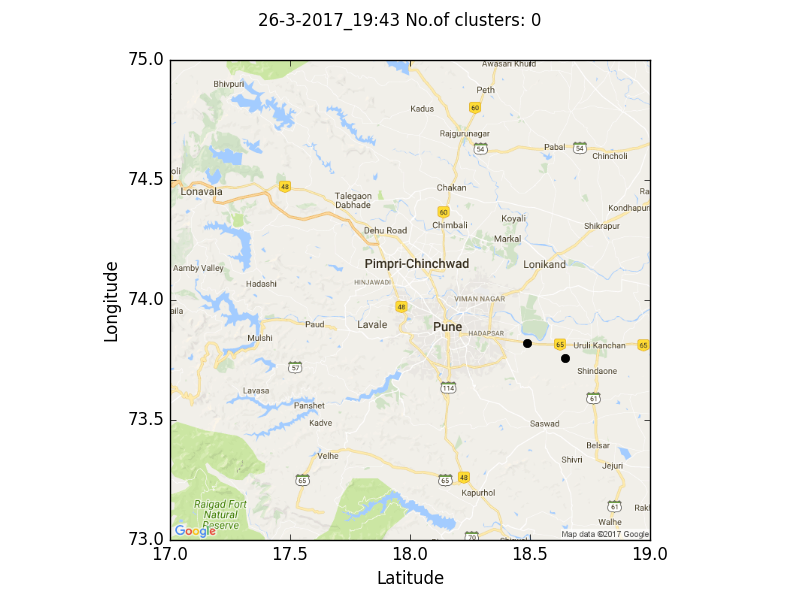 26-3-2017_19:43 No.of clusters: 0
75.0
74.5
74.0
73.5
73.0
Longitude
17.0
17.5
18.0
18.5
19.0
Latitude
Awasari Khurd
Bhivpuri
Peth
Kadus
60
Rajgurunagar
54
Pabal
54
Chincholi
oli
Lonavala
48
Chakan
Ra
Talegaon
Dabhade
60
Kondhapur
Koyali
Chimbali
Shikrapur
Dehu Road
Markal
Pimpri-Chinchwad
Lonikand
Aamby Valley
HINJAWADI
Hadashi
VIMAN NAGAR
aila
48
Paud
Lavale
Pune
HADAPSAR
Mulshi
65
Uruli Kanchan
65
57
Shindaone
114
Lavasa
61
Panshet
Kadve
Saswad
Belsar
Velhe
Shivri
Jejuri
65
65
48
Kapurhol
Raigad Fort
Natural
Reserve
61
Rakh
Walhe
Google
70
Map data ©2017 Google